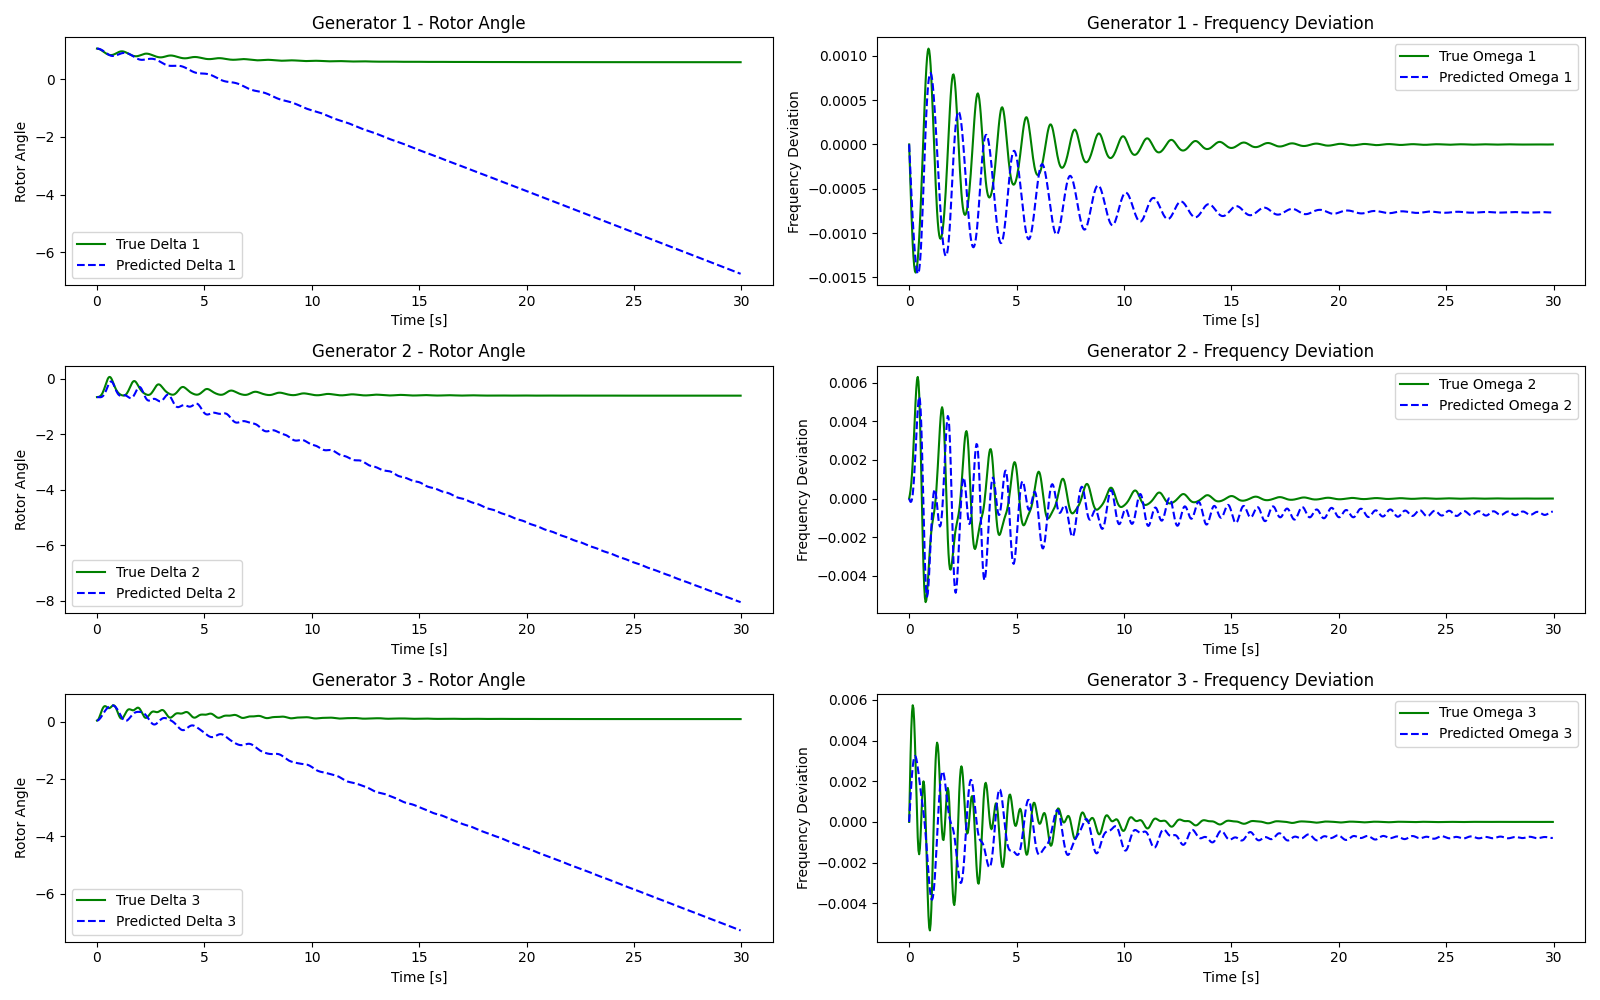 Generator 1 - Rotor Angle
Rotor Angle
0
−2
−4
−6
True Delta 1
Predicted Delta 1
0 5 10 15 20 25 30
Time [s]
Generator 1 - Frequency Deviation
Frequency Deviation
0.0010
0.0005
0.0000
−0.0005
−0.0010
−0.0015
True Omega 1
Predicted Omega 1
0 5 10 15 20 25 30
Time [s]
Generator 2 - Rotor Angle
Rotor Angle
0
−2
−4
−6
−8
True Delta 2
Predicted Delta 2
0 5 10 15 20 25 30
Time [s]
Generator 2 - Frequency Deviation
Frequency Deviation
0.006
0.004
0.002
0.000
−0.002
−0.004
True Omega 2
Predicted Omega 2
0 5 10 15 20 25 30
Time [s]
Generator 3 - Rotor Angle
Rotor Angle
0
−2
−4
−6
True Delta 3
Predicted Delta 3
0 5 10 15 20 25 30
Time [s]
Generator 3 - Frequency Deviation
Frequency Deviation
0.006
0.004
0.002
0.000
−0.002
−0.004
True Omega 3
Predicted Omega 3
0 5 10 15 20 25 30
Time [s]